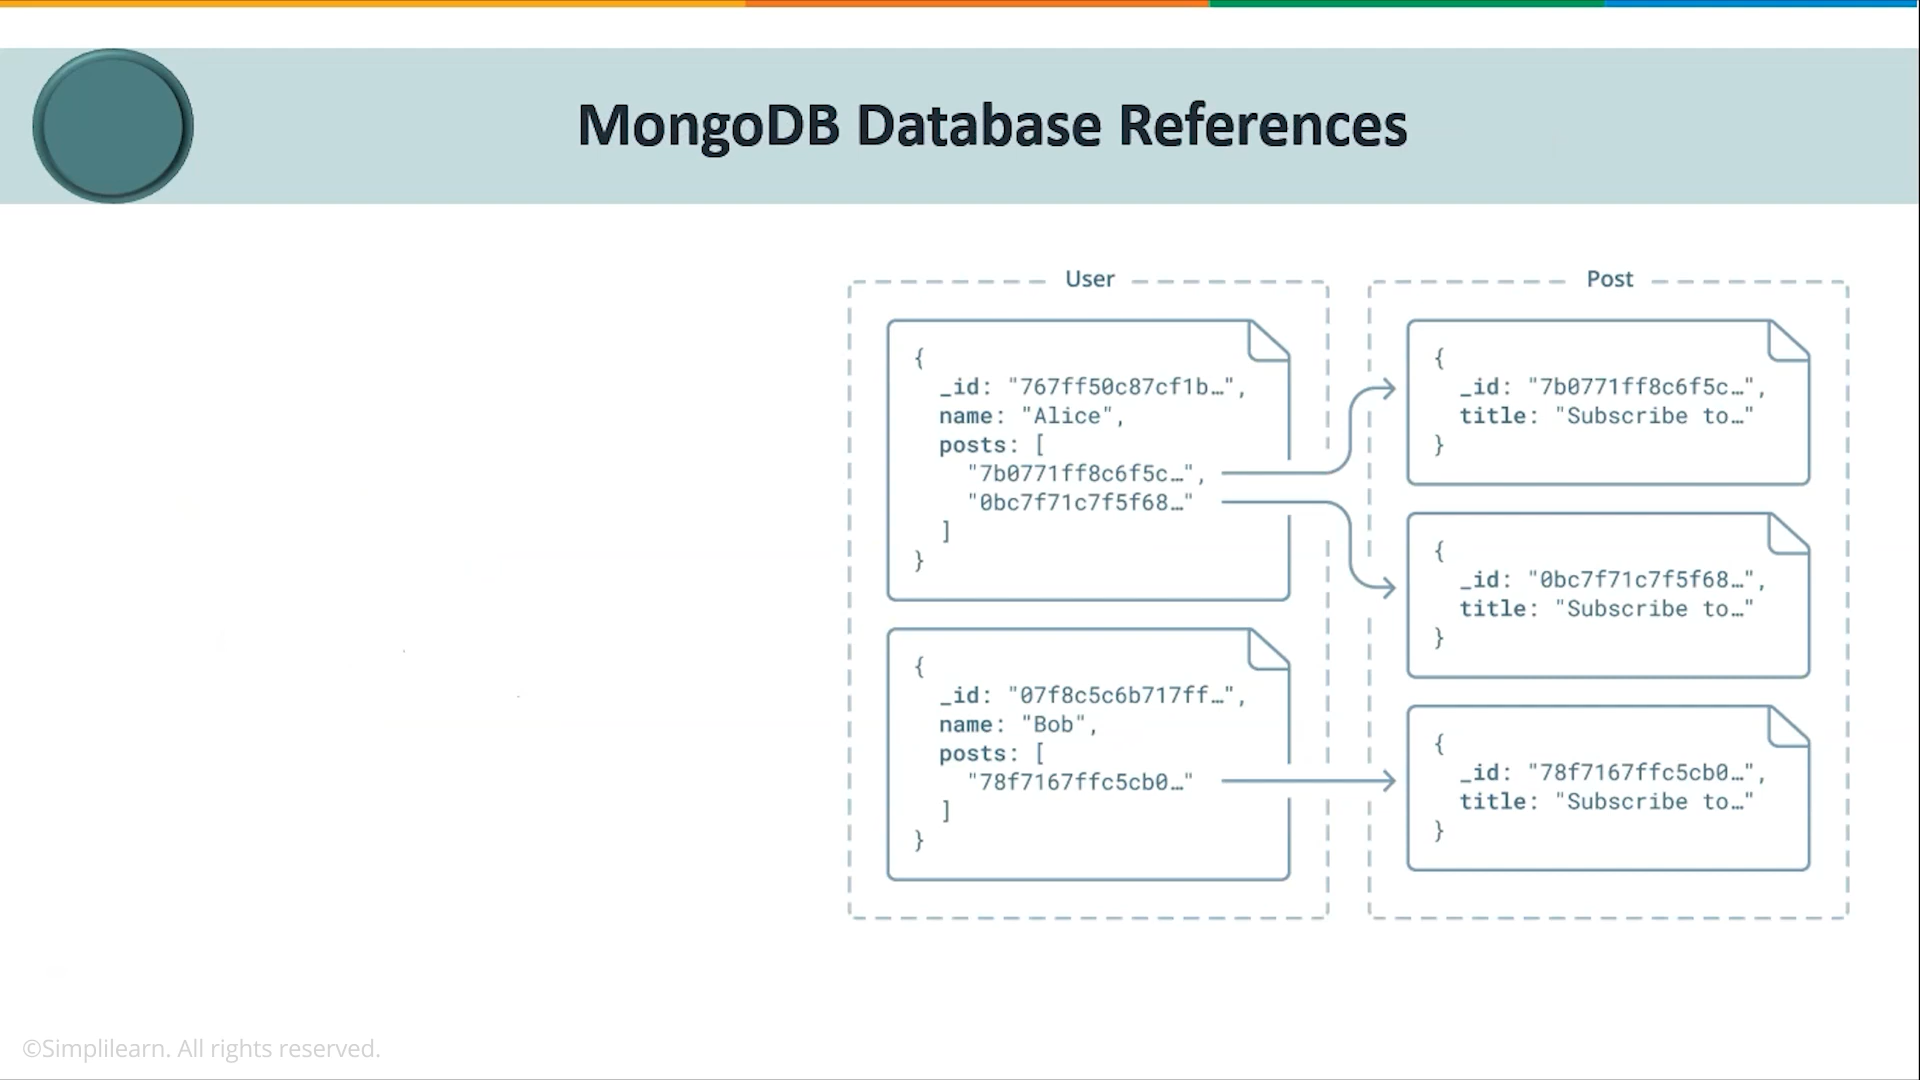 MongoDB Database References
User
{
_id: "767ff50c87cf1b…",
name: "Alice",
posts: [
"7b0771ff8c6f5c…",
"0bc7f71c7f5f68…"
]
}
{
_id: "07f8c5c6b717ff…",
name: "Bob",
posts: [
"78f7167ffc5cb0…"
]
}
Post
{
_id: "7b0771ff8c6f5c…",
title: "Subscribe to…"
}
{
_id: "0bc7f71c7f5f68…",
title: "Subscribe to…"
}
{
_id: "78f7167ffc5cb0…",
title: "Subscribe to…"
}
©Simplilearn. All rights reserved.